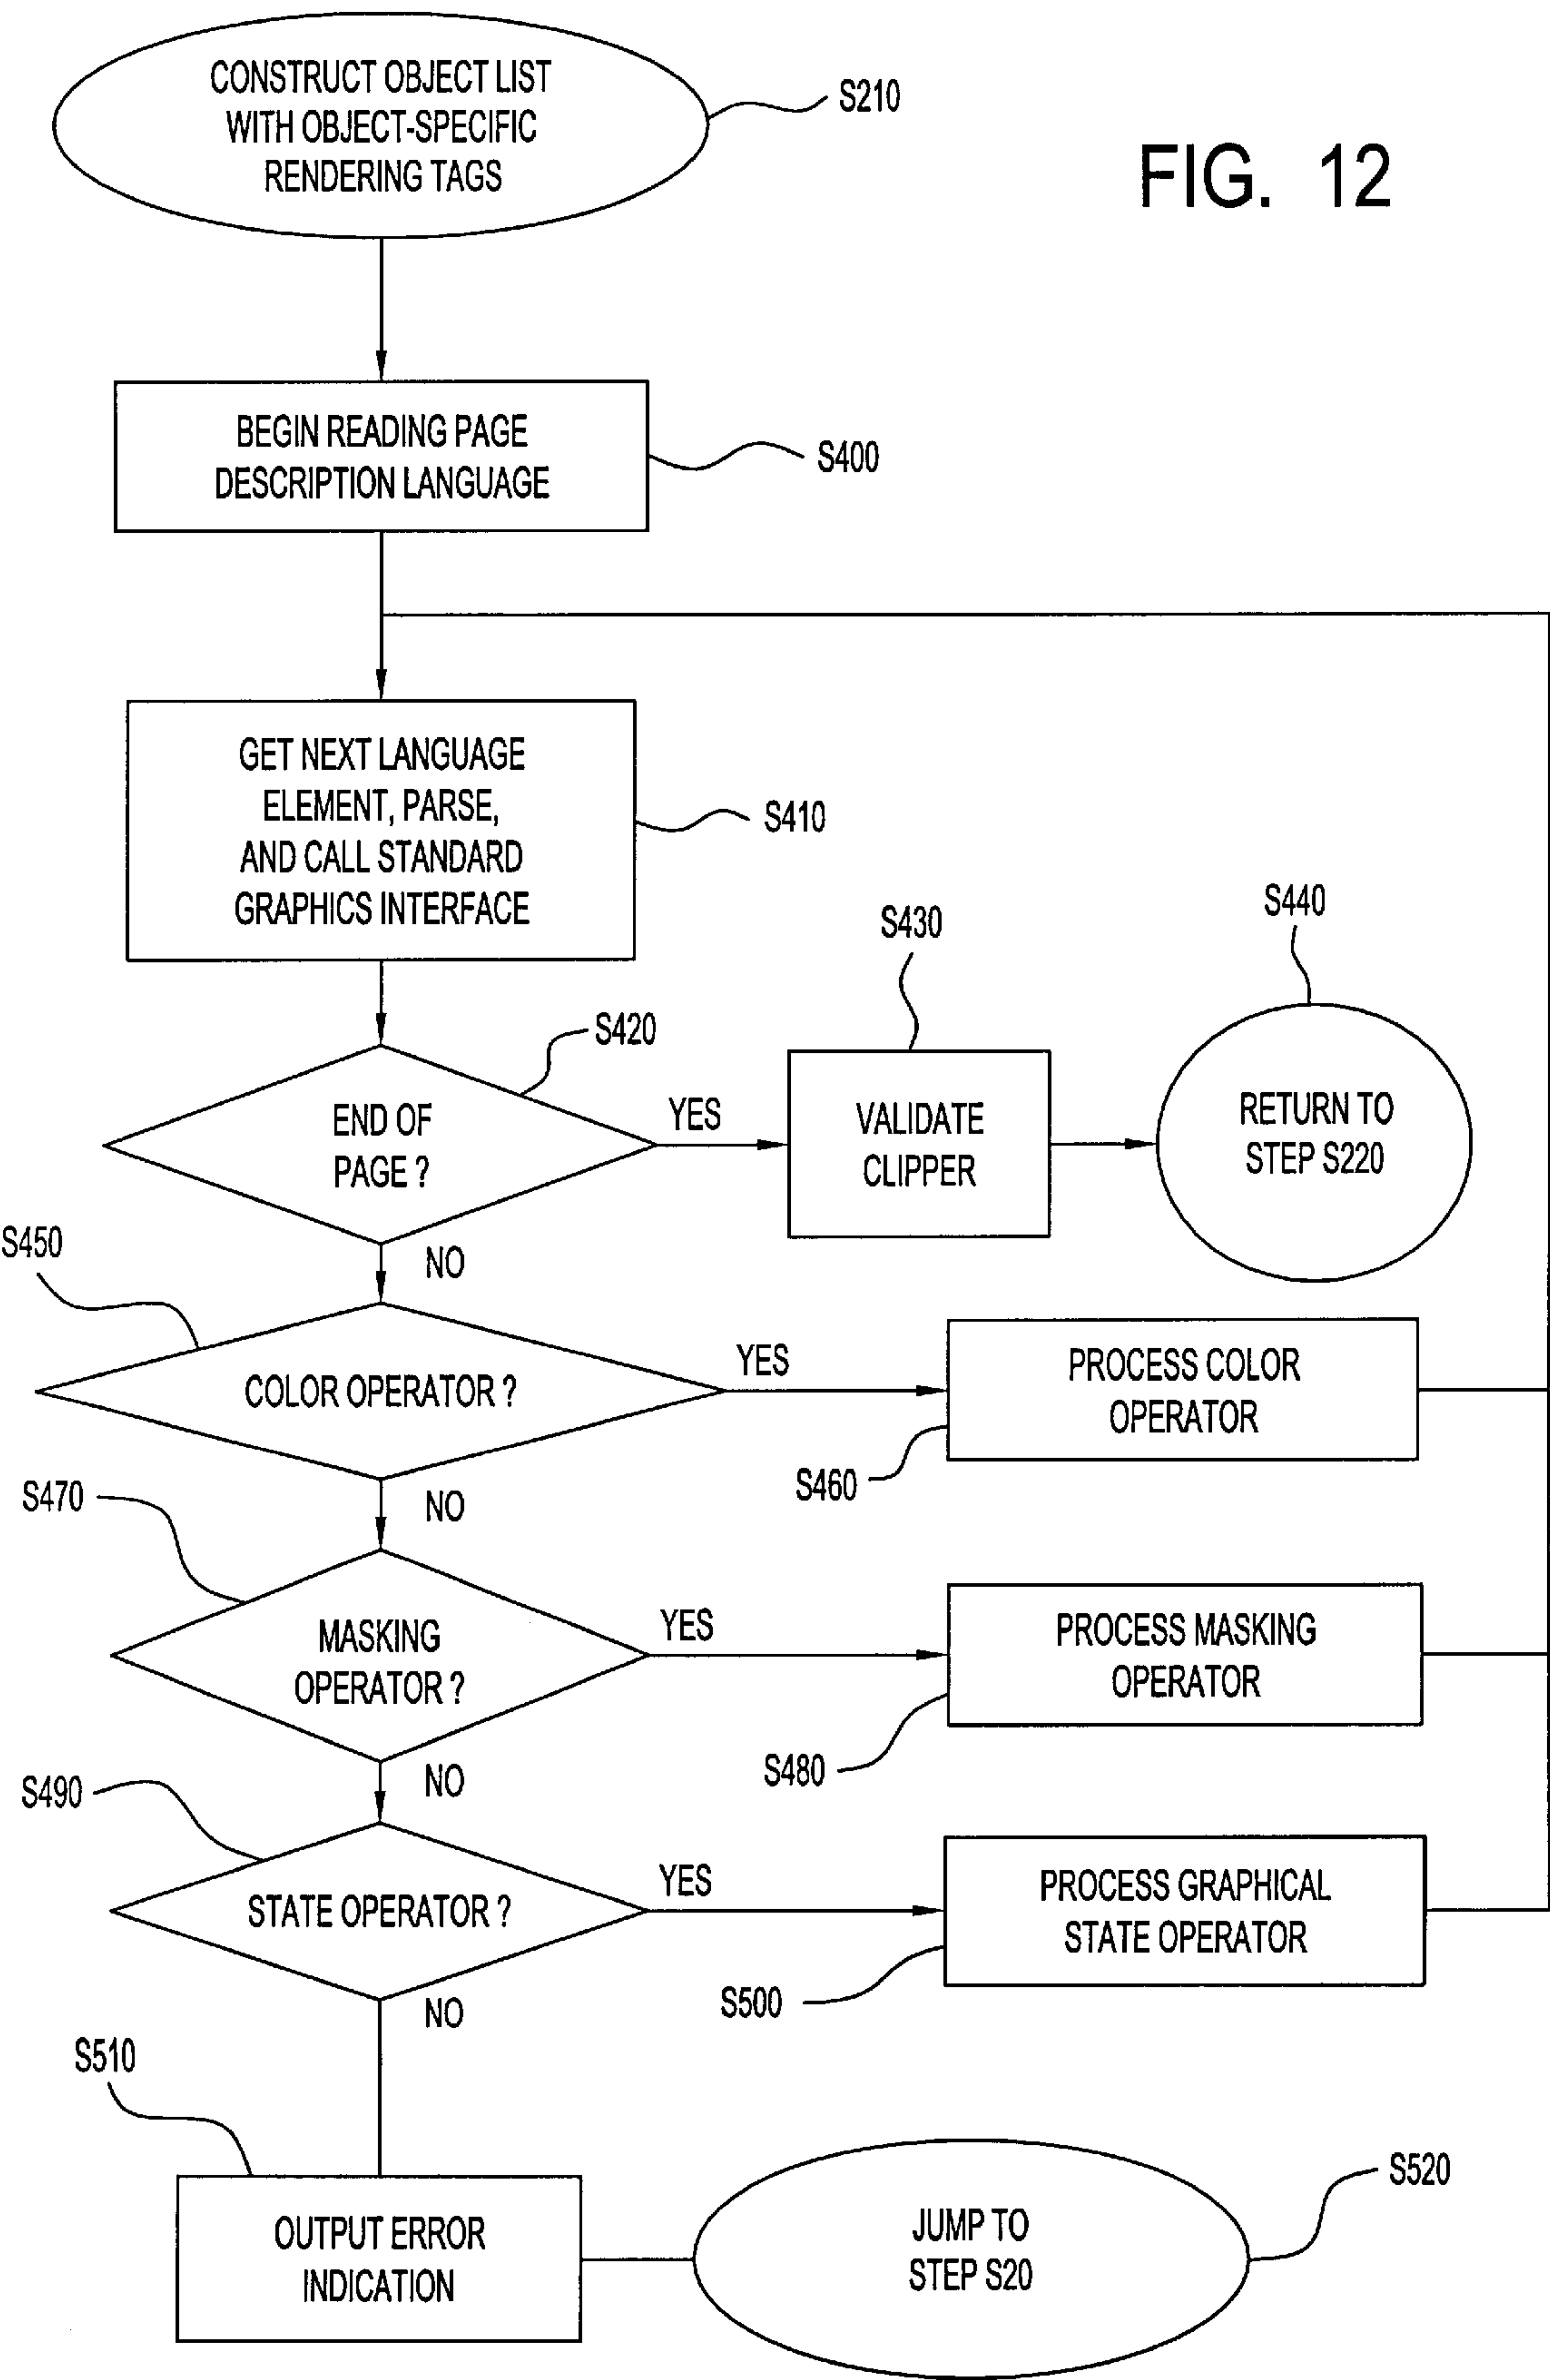 CONSTRUCT OBJECT LIST
WITH OBJECT-SPECIFIC
RENDERING TAGS
S210
FIG. 12
BEGIN READING PAGE
DESCRIPTION LANGUAGE
S400
GET NEXT LANGUAGE
ELEMENT, PARSE,
AND CALL STANDARD
GRAPHICS INTERFACE
S410
S420
END OF
PAGE ?
YES
NO
S430
VALIDATE
CLIPPER
S440
RETURN TO
STEP S220
S450
COLOR OPERATOR ?
YES
NO
PROCESS COLOR
OPERATOR
S460
S470
MASKING
OPERATOR ?
YES
NO
PROCESS MASKING
OPERATOR
S480
S490
STATE OPERATOR ?
YES
NO
PROCESS GRAPHICAL
STATE OPERATOR
S500
S510
OUTPUT ERROR
INDICATION
JUMP TO
STEP S20
S520